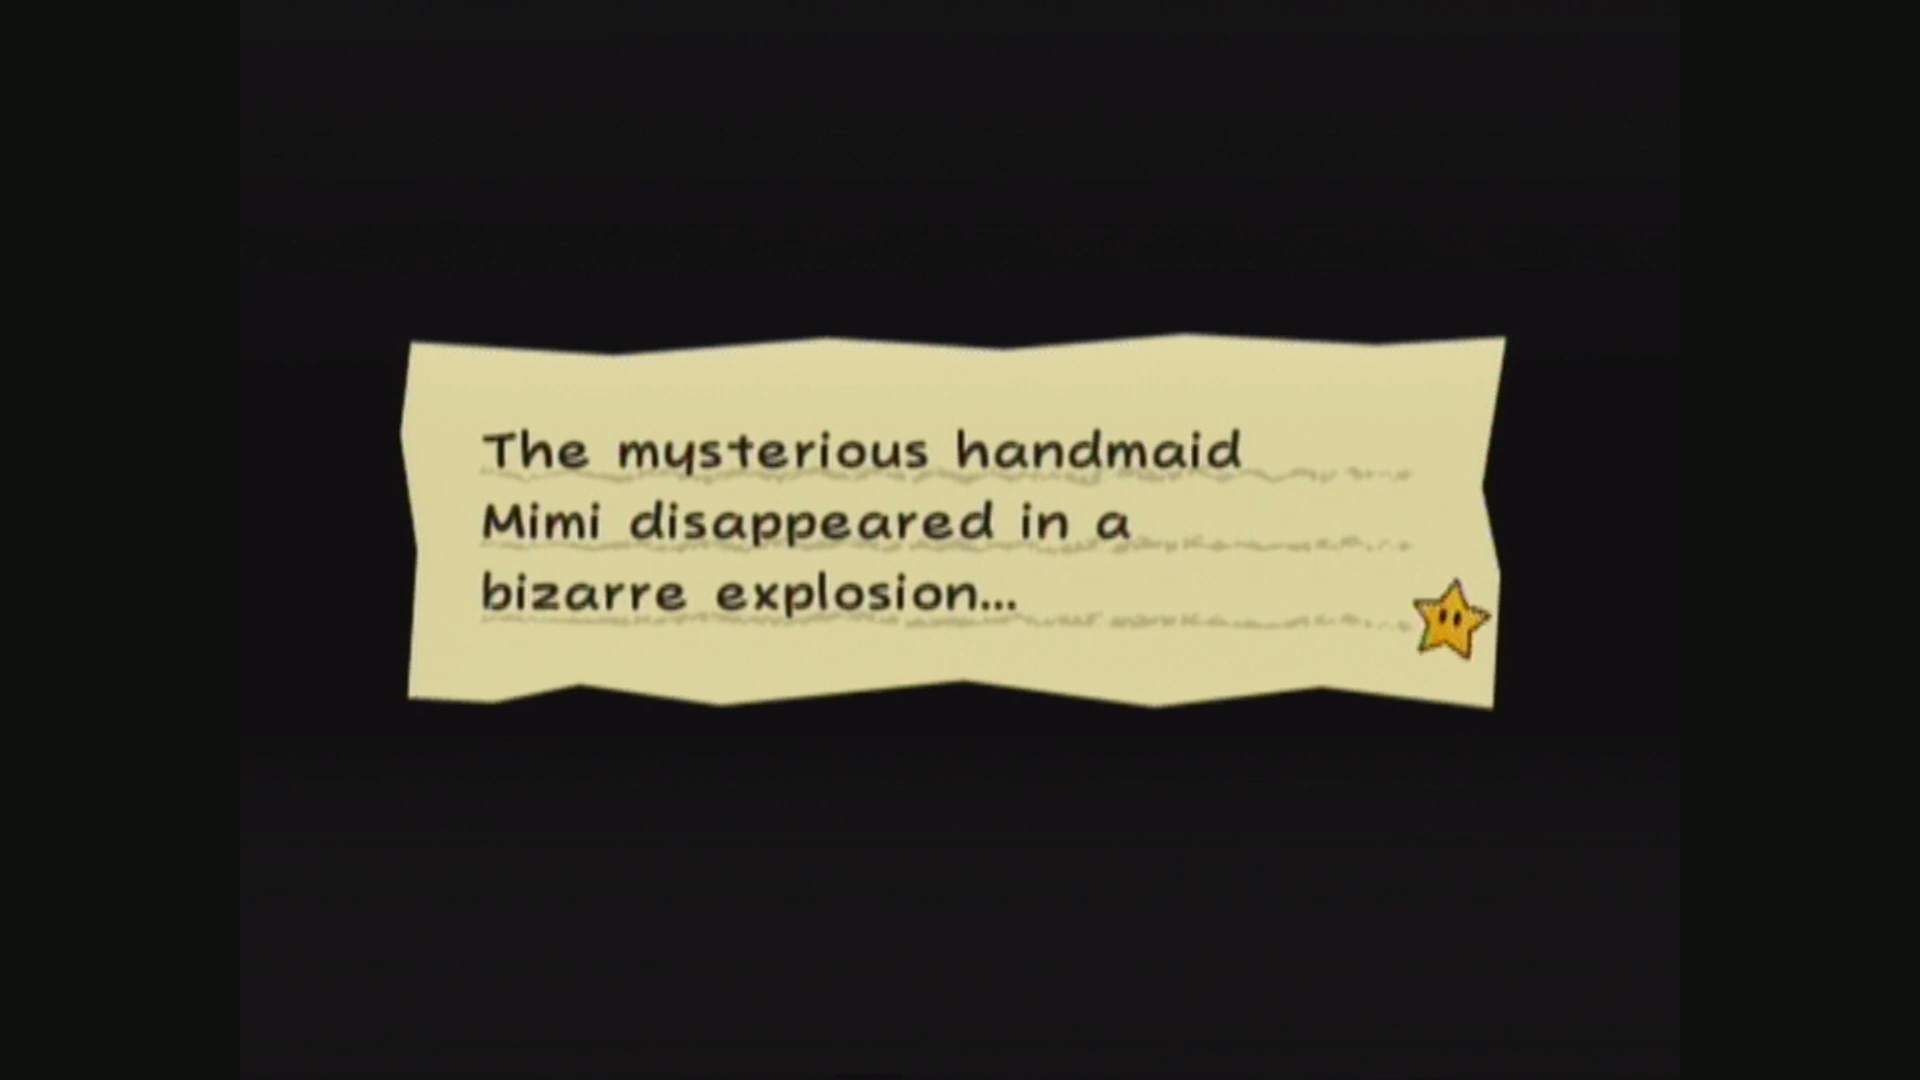 The mysterious handmaid
Mimi disappeared in a
bizarre explosion...